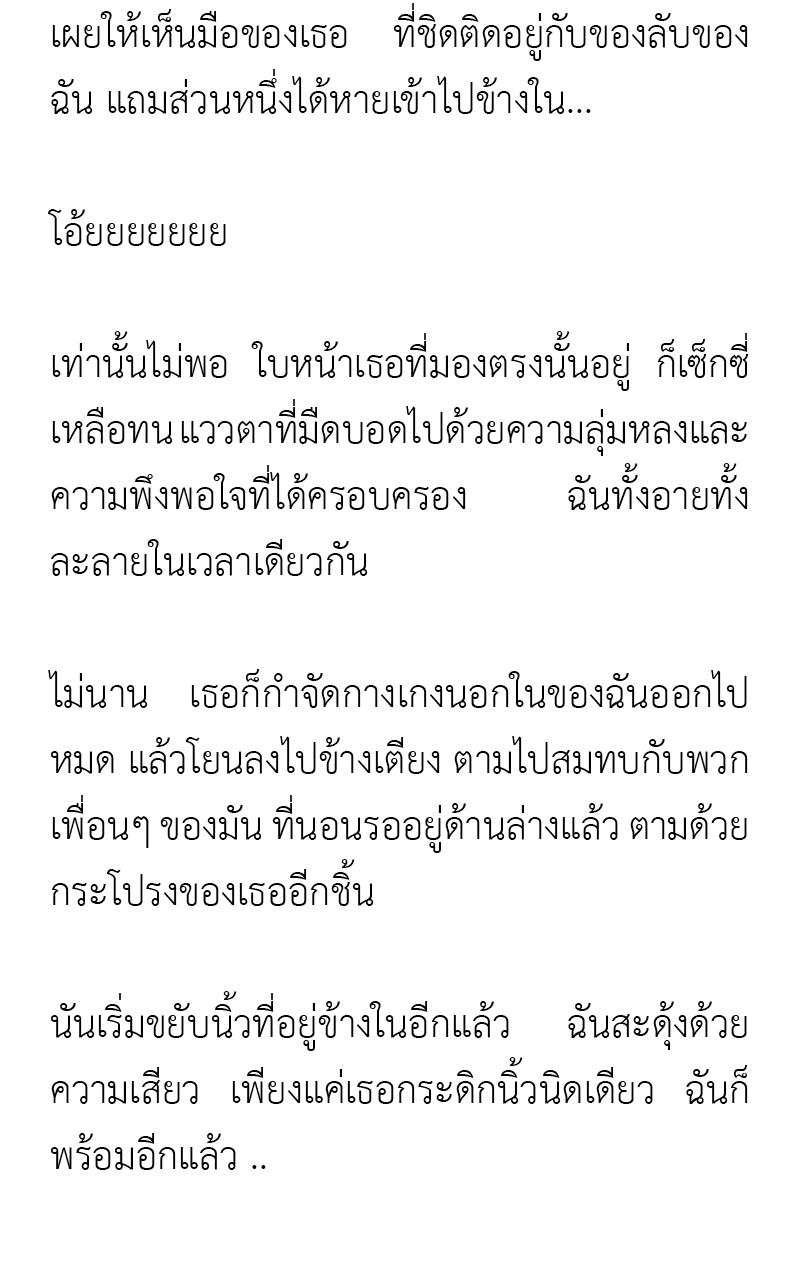 เผยให้เห็นมือของเธอ ที่ชิดติดอยู่กับของลับของ
ฉัน แถมส่วนหนึ่งได้หายเข้าไปข้างใน...
โอ้ยยยยยยย
เท่านั้นไม่พอ ใบหน้าเธอที่มองตรงนั้นอยู่ ก็เซ็กซี่
เหลือทน แววตาที่มืดบอดไปด้วยความลุ่มหลงและ
ความพึงพอใจที่ได้ครอบครอง ฉันทั้งอายทั้ง
ละลายในเวลาเดียวกัน
ไม่นาน เธอก็กำจัดกางเกงนอกในของฉันออกไป
หมด แล้วโยนลงไปข้างเตียง ตามไปสมทบกับพวก
เพื่อนๆ ของมัน ที่นอนรออยู่ด้านล่างแล้ว ตามด้วย
กระโปรงของเธออีกชิ้น
นันเริ่มขยับนิ้วที่อยู่ข้างในอีกแล้ว ฉันสะดุ้งด้วย
ความเสียว เพียงแค่เธอกระดิกนิ้วนิดเดียว ฉันก็
พร้อมอีกแล้ว ..